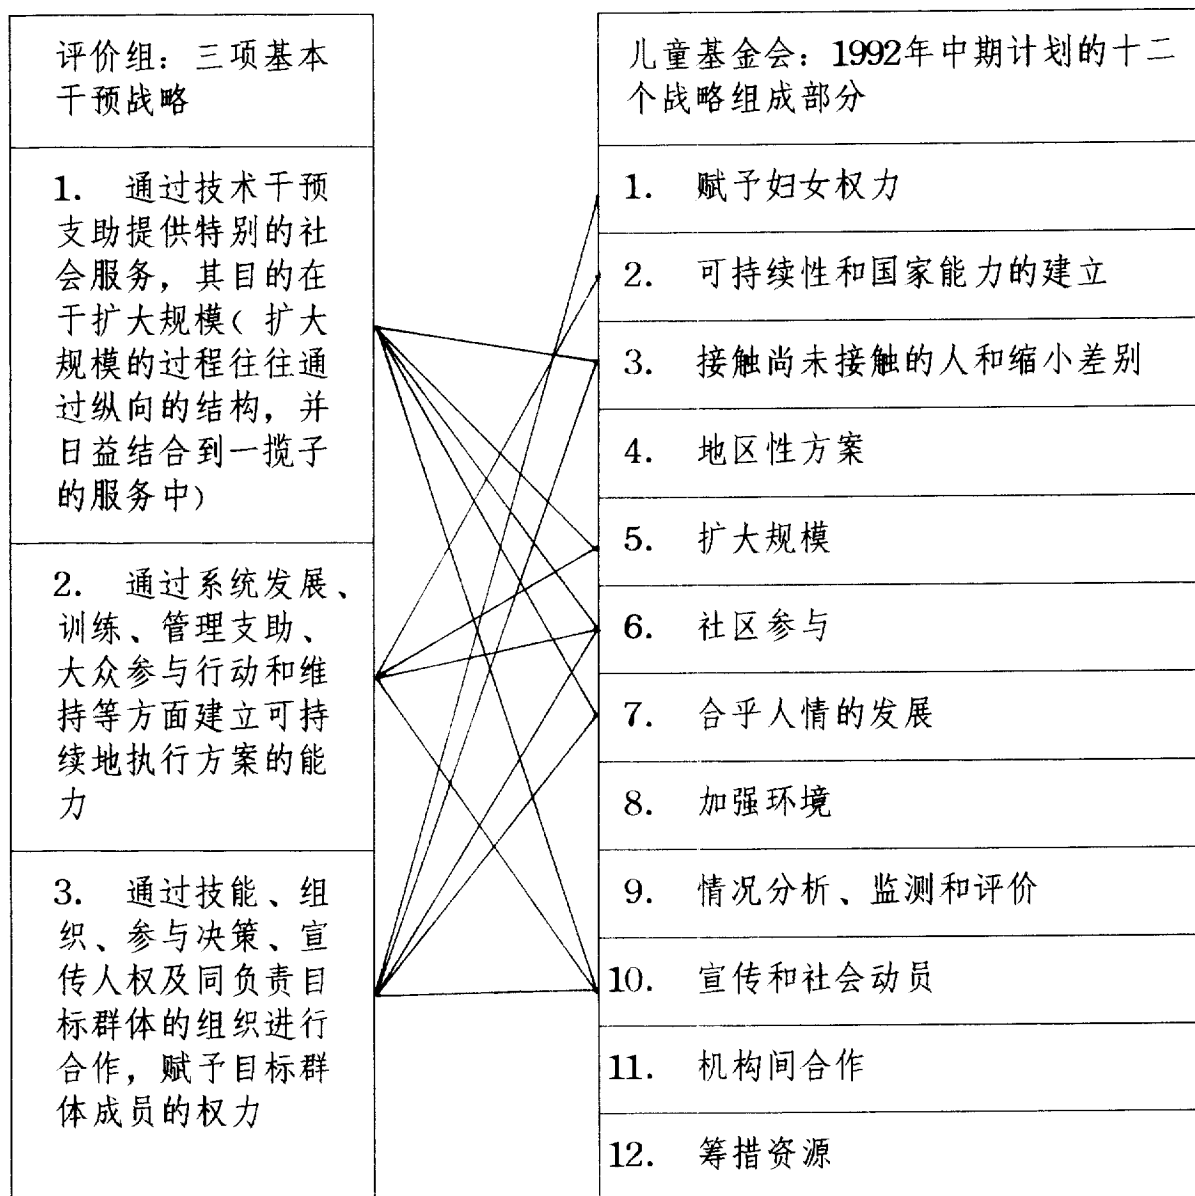 评价组：三项基本
干预战略
1. 通过技术干预
支助提供特别的社
会服务，其目的在
于扩大规模（扩大
规模的过程往往通
过纵向的结构，并
日益结合到一揽子
的服务中）
2. 通过系统发展、
训练、管理支助、
大众参与行动和维
持等方面建立可持
续地执行方案的能
力
3. 通过技能、组
织、参与决策、宣
传人权及同负责目
标群体的组织进行
合作，赋予目标群
体成员的权力
儿童基金会：1992年中期计划的十二
个战略组成部分
1. 赋予妇女权力
2. 可持续性和国家能力的建立
3. 接触尚未接触的人和缩小差别
4. 地区性方案
5. 扩大规模
6. 社区参与
7. 合乎人情的发展
8. 加强环境
9. 情况分析、监测和评价
10. 宣传和社会动员
11. 机构间合作
12. 筹措资源